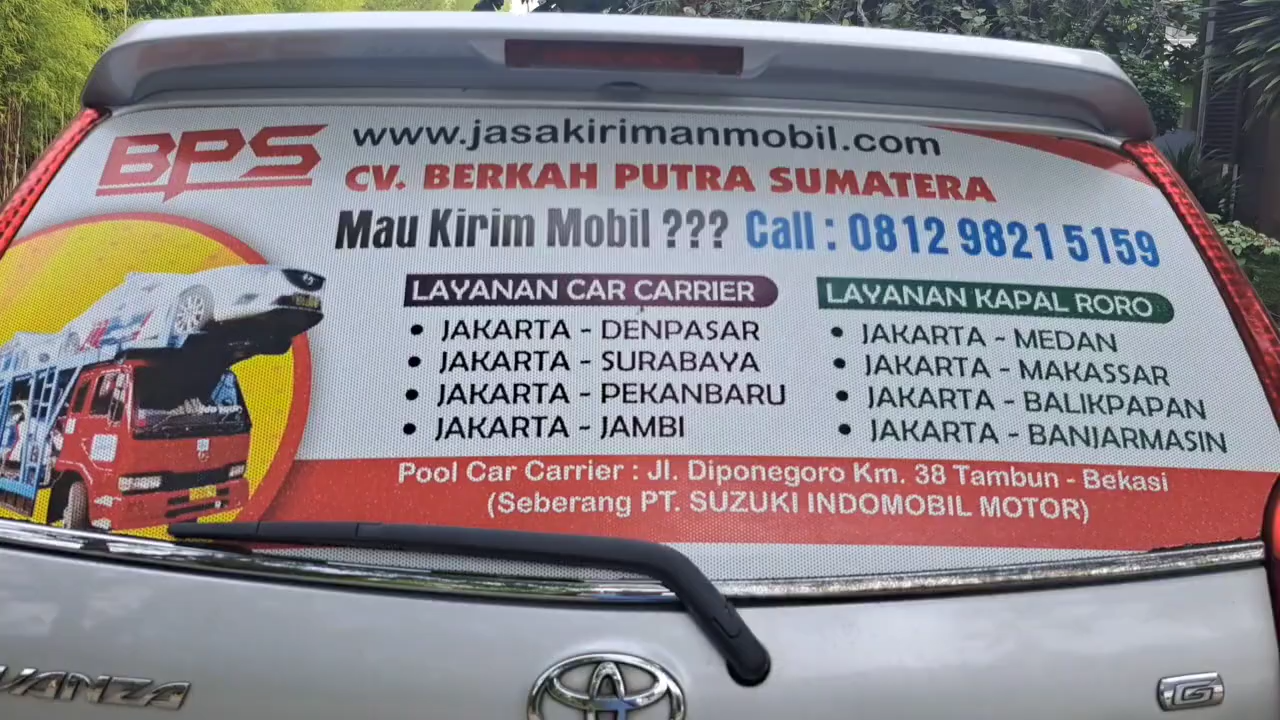 BPS
www.jasakirimanmobil.com
CV. BERKAH PUTRA SUMATERA
Mau Kirim Mobil ??? Call : 0812 9821 5159
LAYANAN CAR CARRIER
• JAKARTA - DENPASAR
• JAKARTA - SURABAYA
• JAKARTA - PEKANBARU
• JAKARTA - JAMBI
LAYANAN KAPAL RORO
• JAKARTA - MEDAN
• JAKARTA - MAKASSAR
• JAKARTA - BALIKPAPAN
• JAKARTA - BANJARMASIN
Pool Car Carrier : Jl. Diponegoro Km. 38 Tambun - Bekasi
(Seberang PT. SUZUKI INDOMOBIL MOTOR)
VANZA
G